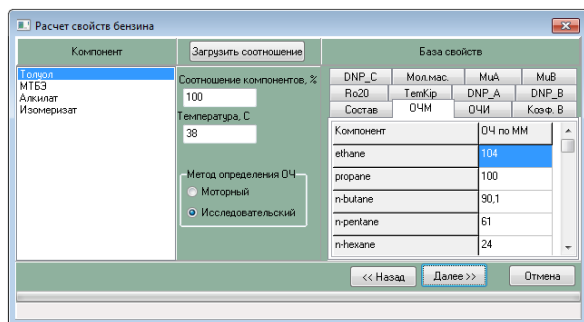 Расчет свойств бензина
Компонент
Загрузить соотношение
База свойств
Толуол
МТБЭ
Алкилат
Изомеризат
Соотношение компонентов, %
100
Температура, С
38
Метод определения ОЧ
Моторный
Исследовательский
DNP_C Мол.мас. MuA MuB
Ro20 TemKip DNP_A DNP_B
Состав ОЧМ ОЧИ Коэф. В
Компонент ОЧ по ММ
ethane 104
propane 100
n-butane 90,1
n-pentane 61
n-hexane 24
<< Назад Далее >> Отмена